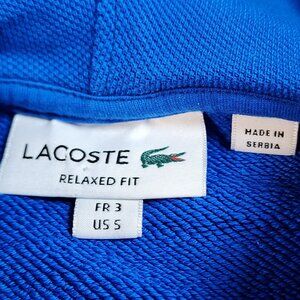 LACOSTE
RELAXED FIT
FR 3
US S
MADE IN
SERBIA